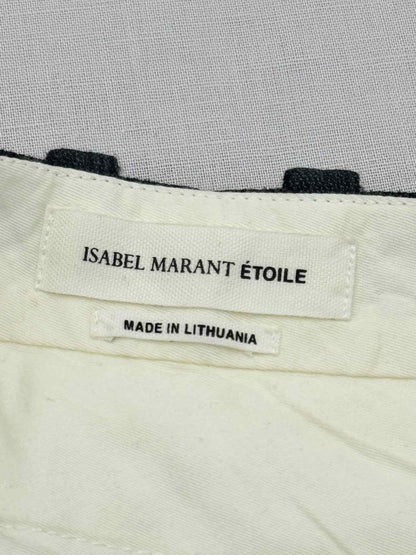 ISABEL MARANT ÉTOILE
MADE IN LITHUANIA